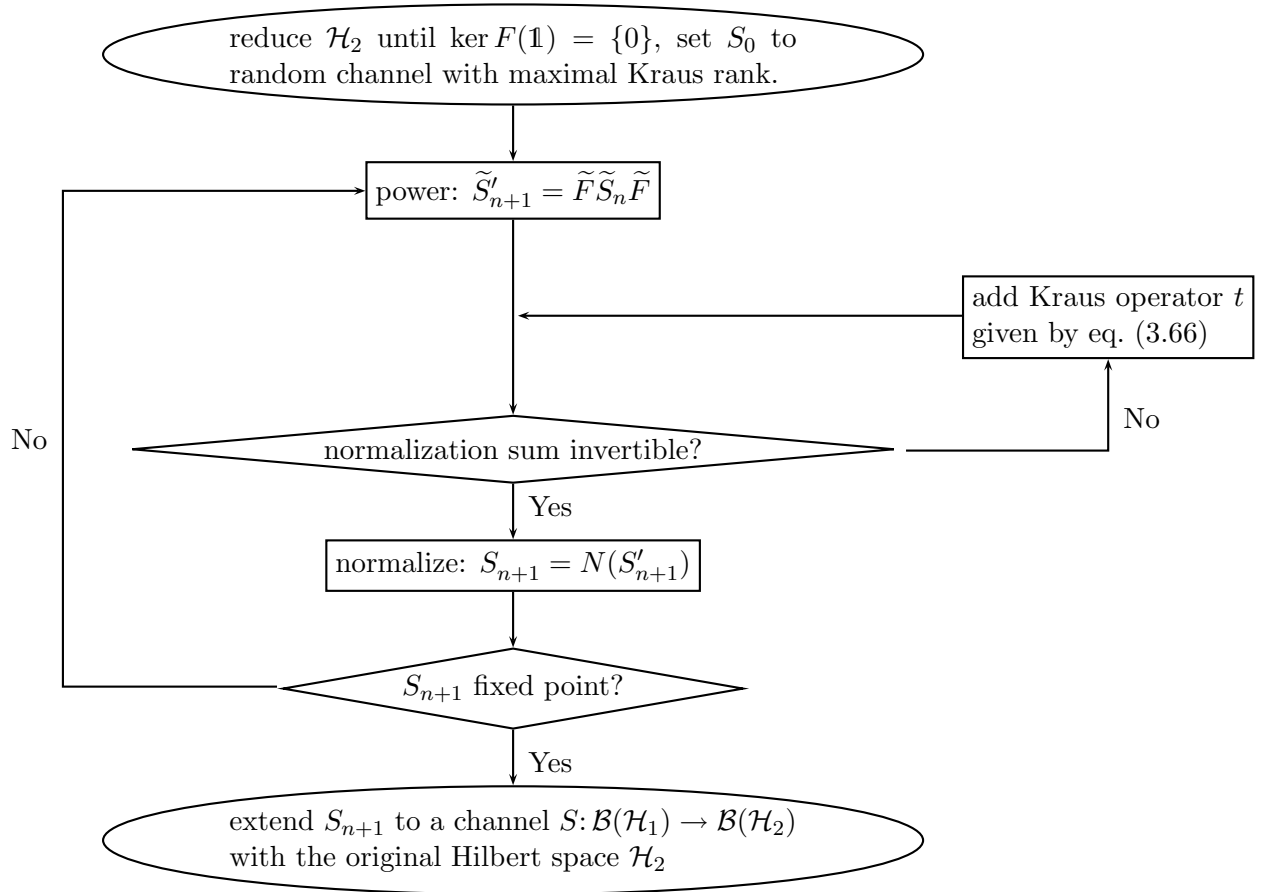 reduce ℋ₂ until ker F(𝟙) = {0}, set S₀ to
random channel with maximal Kraus rank.
power: S̃′ₙ₊₁ = F̃S̃ₙF̃
add Kraus operator t
given by eq. (3.66)
No
No
normalization sum invertible?
Yes
normalize: Sₙ₊₁ = N(S′ₙ₊₁)
Sₙ₊₁ fixed point?
Yes
extend Sₙ₊₁ to a channel S: ℬ(ℋ₁) → ℬ(ℋ₂)
with the original Hilbert space ℋ₂